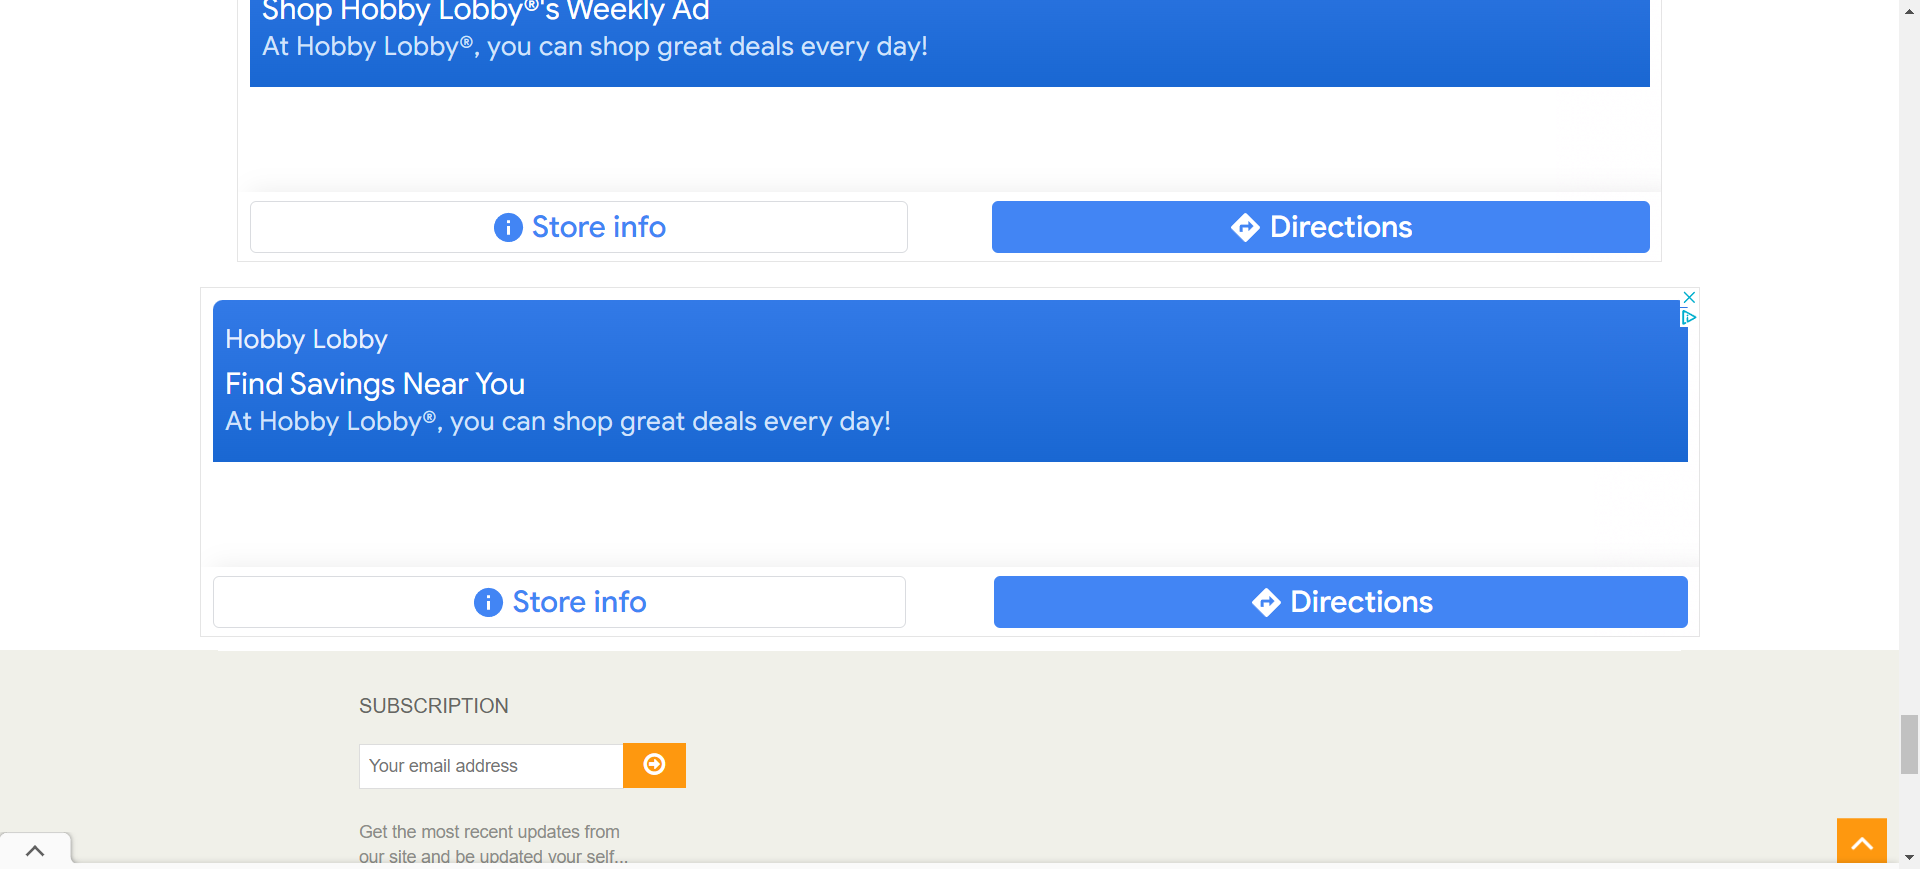 Shop Hobby Lobby®'s Weekly Ad
At Hobby Lobby®, you can shop great deals every day!
Store info
Directions
Hobby Lobby
Find Savings Near You
At Hobby Lobby®, you can shop great deals every day!
Store info
Directions
SUBSCRIPTION
Your email address
Get the most recent updates from
our site and be updated your self...